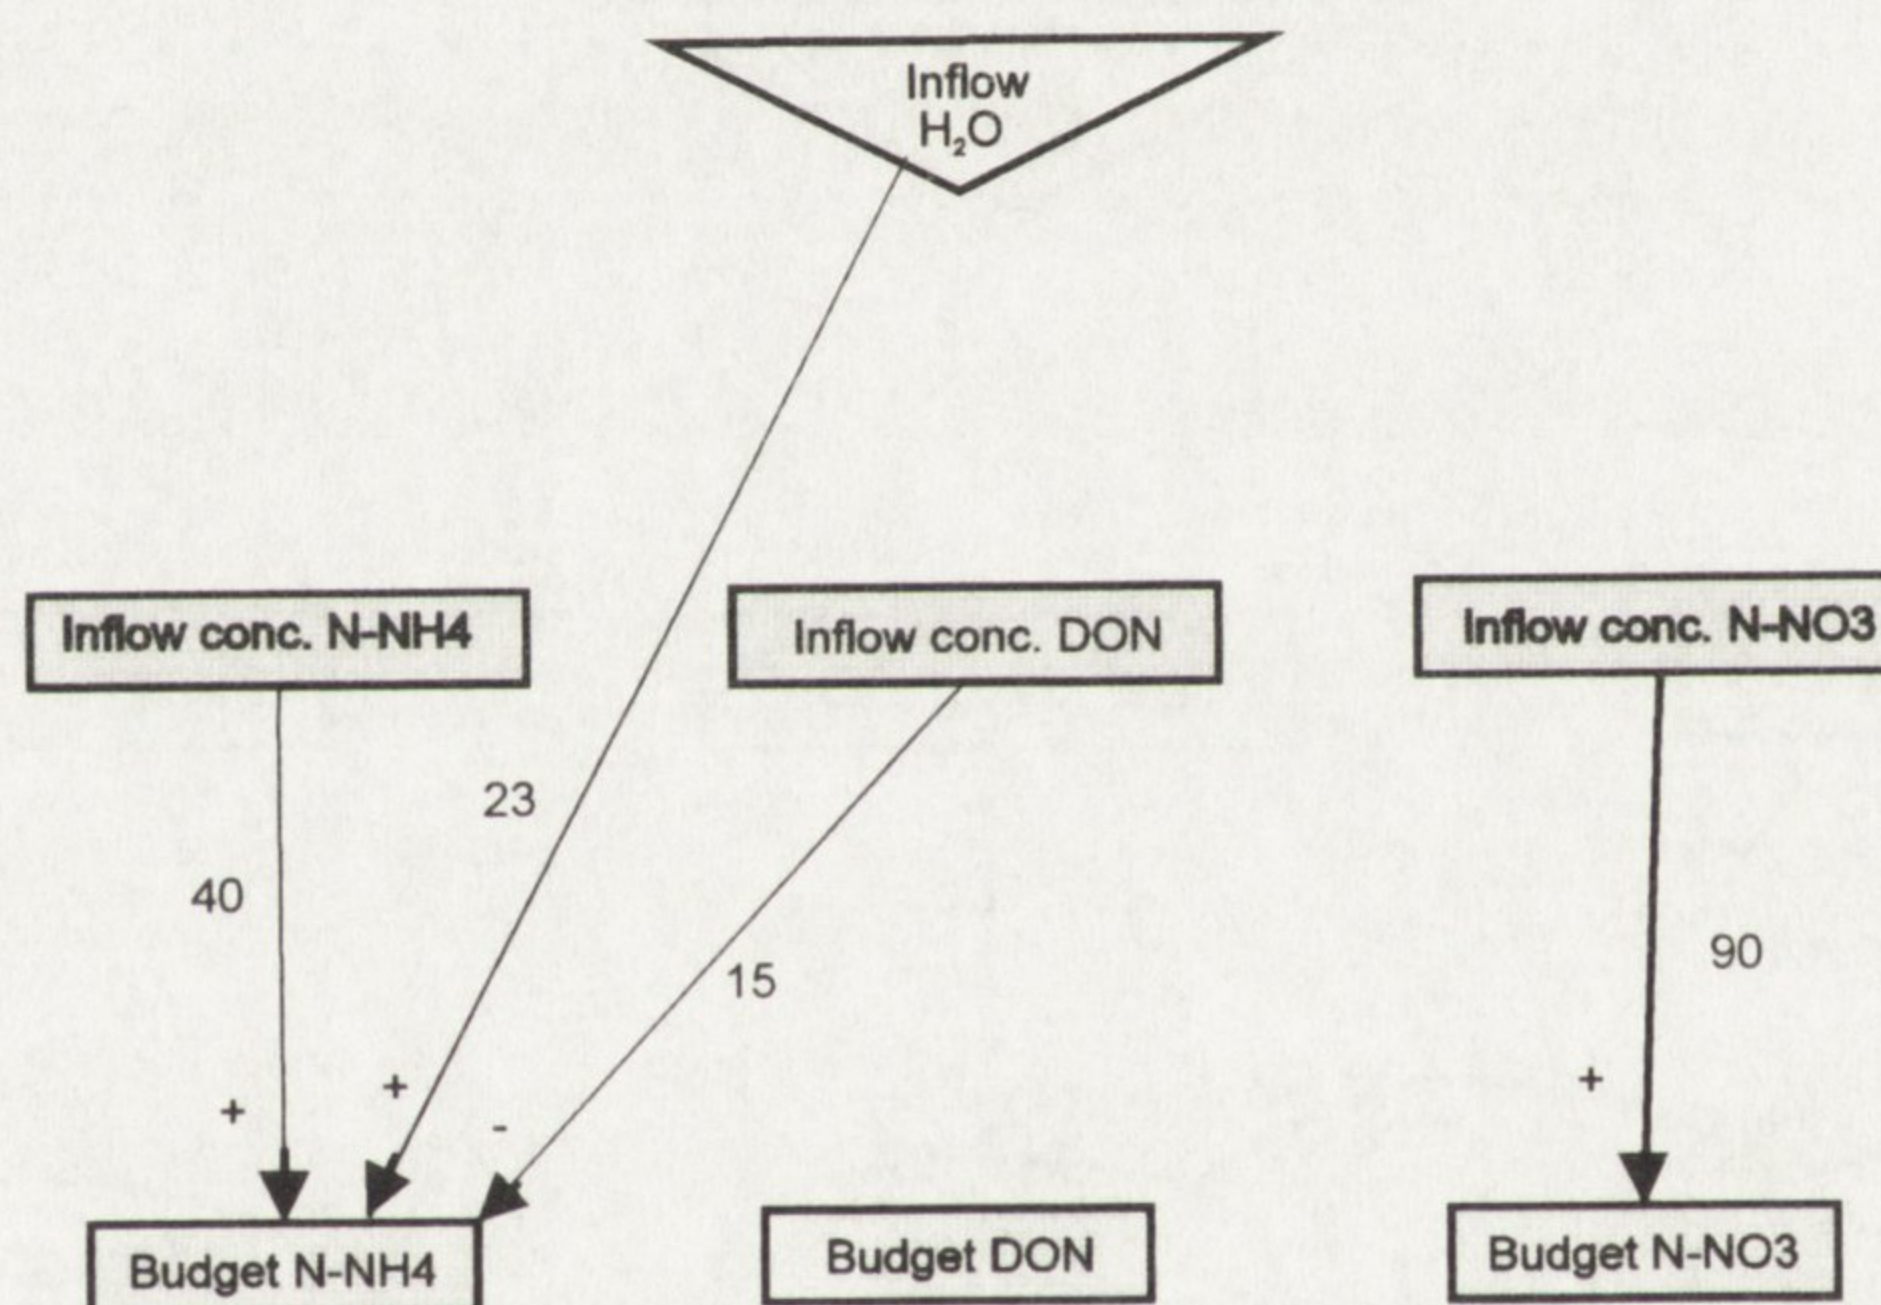 Inflow
H₂O
Inflow conc. N-NH4
Inflow conc. DON
Inflow conc. N-NO3
23
40
15
90
+
+
-
+
Budget N-NH4
Budget DON
Budget N-NO3